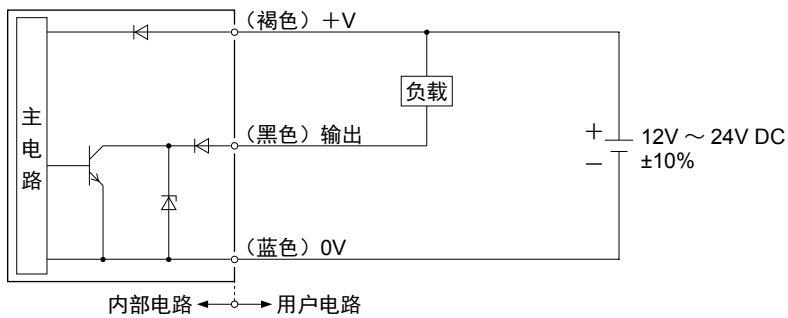 （褐色）＋V
主电路
负载
（黑色）输出
＋
－
12V ～ 24V DC
±10%
（蓝色）0V
内部电路
用户电路